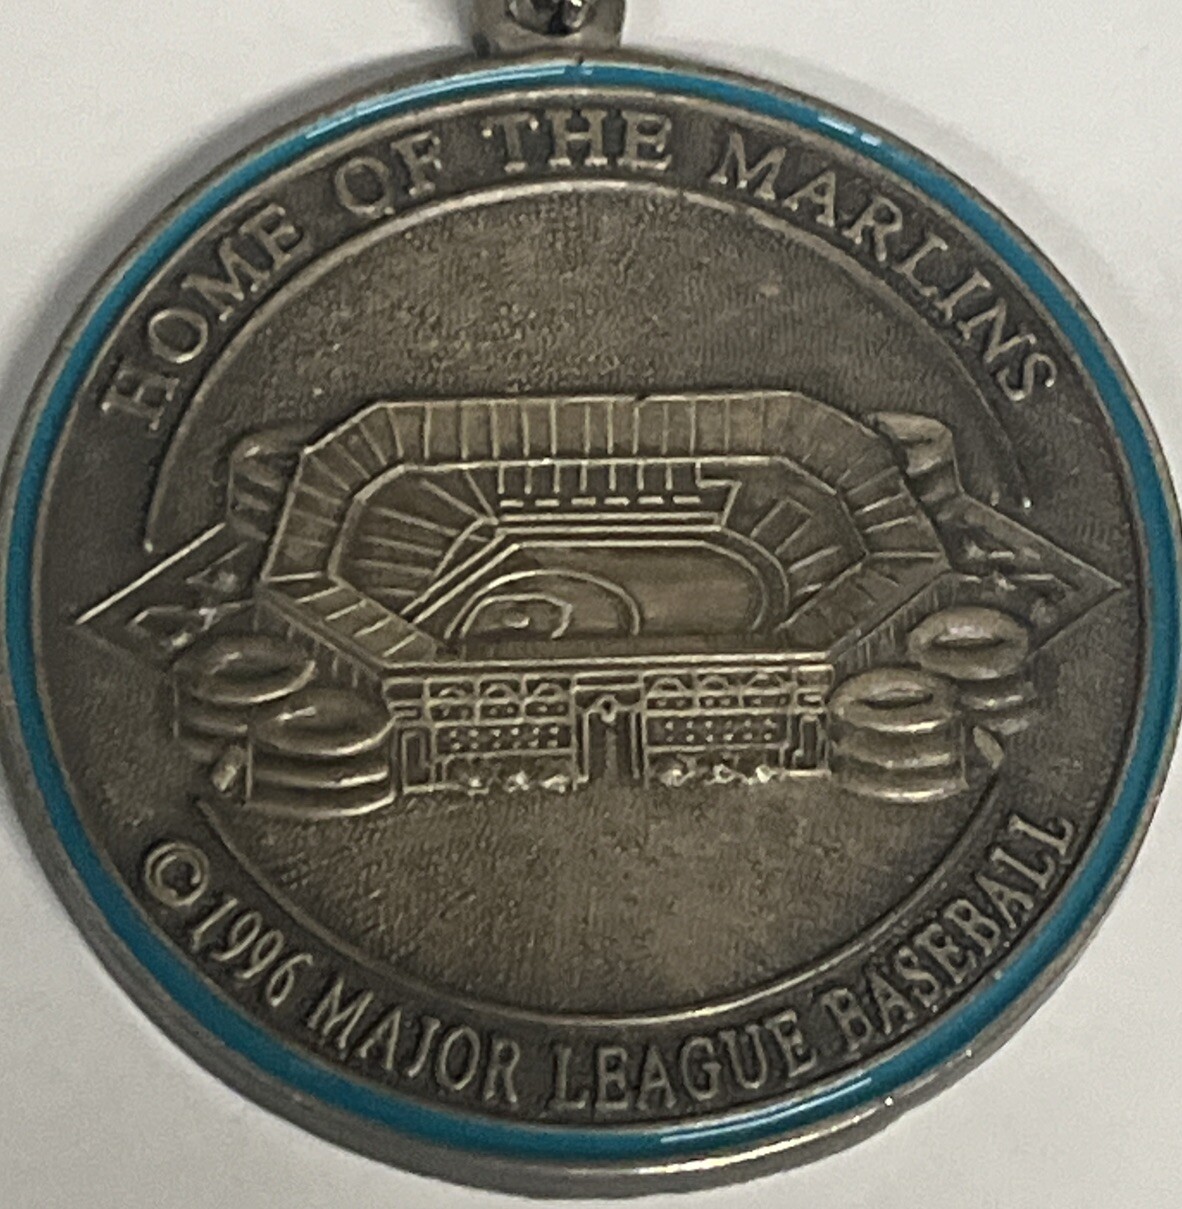 HOME OF THE MARLINS
©1996 MAJOR LEAGUE BASEBALL